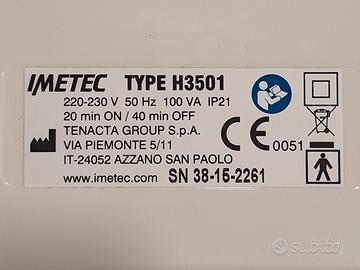 IMETEC TYPE H3501
220-230 V 50 Hz 100 VA IP21
20 min ON / 40 min OFF
TENACTA GROUP S.p.A.
VIA PIEMONTE 5/11
IT-24052 AZZANO SAN PAOLO
www.imetec.com SN 38-15-2261
CE 0051
subito